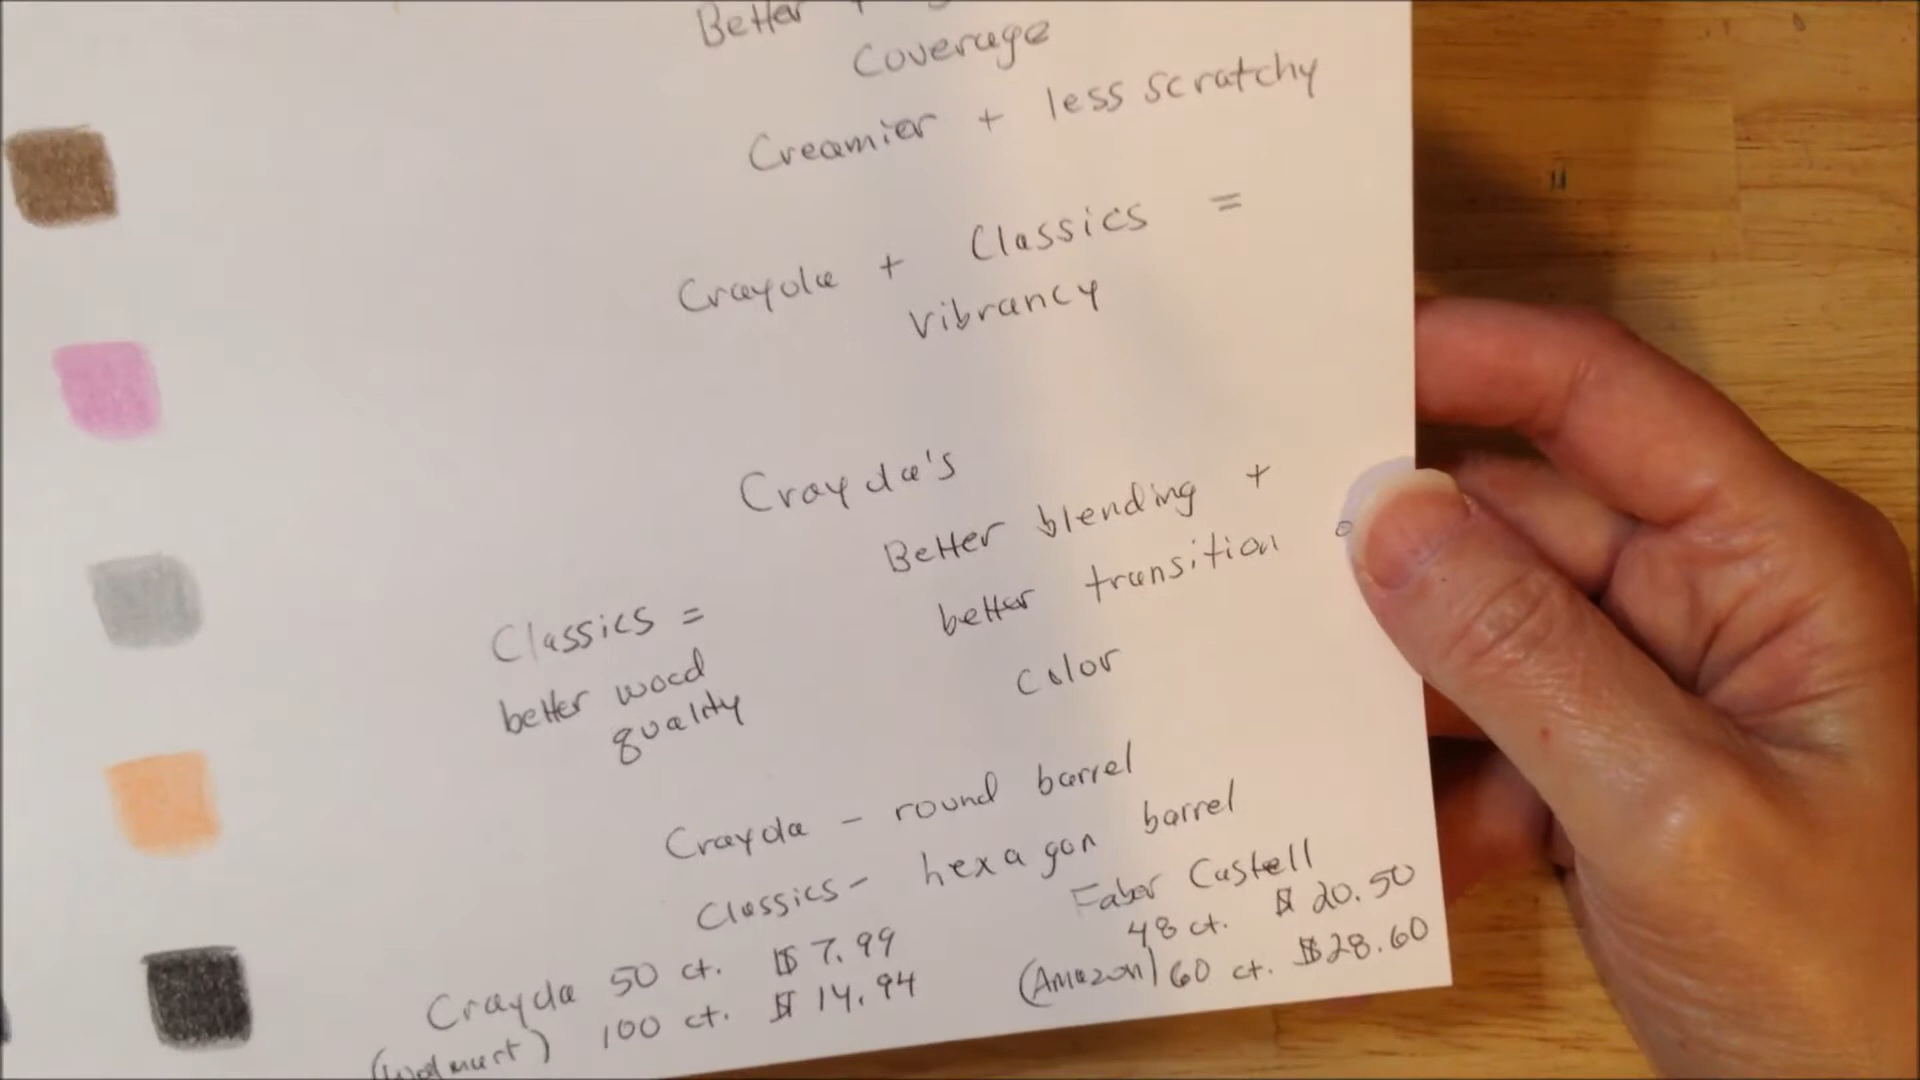 Better +
Coverage
Creamier + less scratchy
Crayola + Classics =
vibrancy
Crayola's
Better blending +
better transition o
Color
Classics =
better wood
quality
Crayola - round barrel
Classics - hexagon barrel
Crayola 50 ct. $7.99
(Walmart) 100 ct. $14.94
Faber Castell
48 ct. $20.50
(Amazon) 60 ct. $28.60